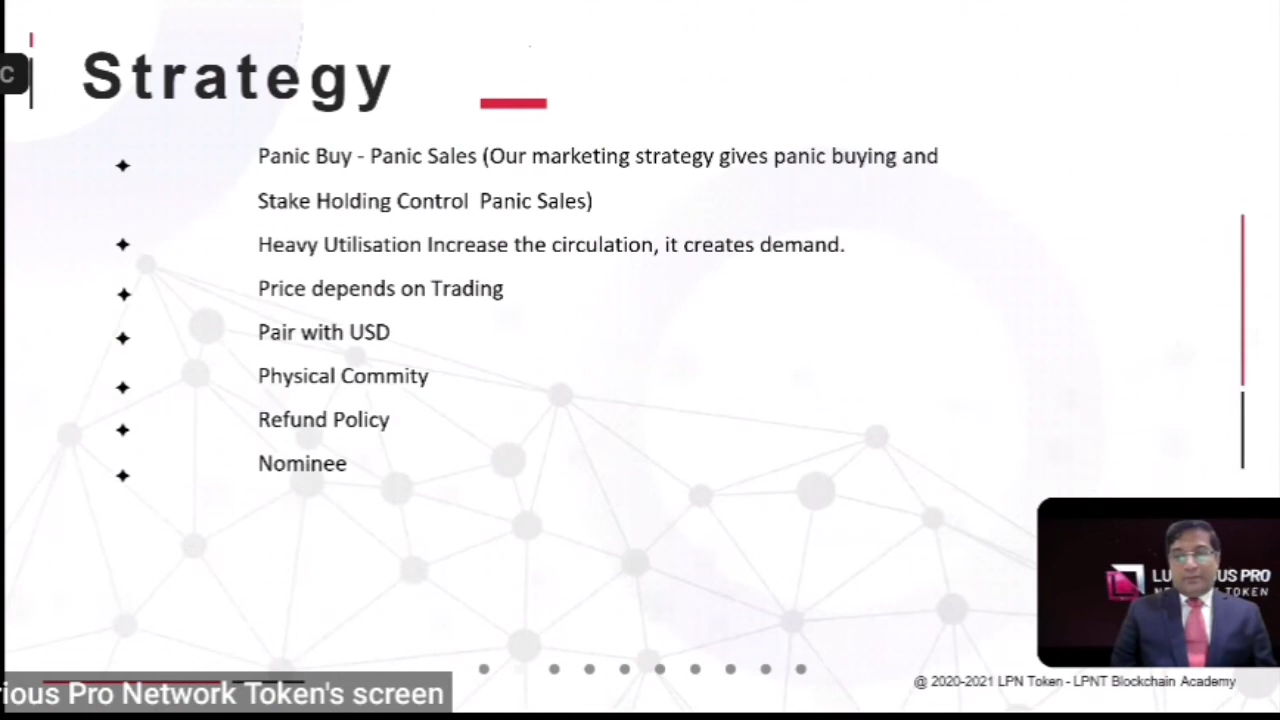 C
Strategy
Panic Buy - Panic Sales (Our marketing strategy gives panic buying and
Stake Holding Control Panic Sales)
Heavy Utilisation Increase the circulation, it creates demand.
Price depends on Trading
Pair with USD
Physical Commity
Refund Policy
Nominee
LU US PRO
TOKEN
@ 2020-2021 LPN Token - LPNT Blockchain Academy
rious Pro Network Token's screen